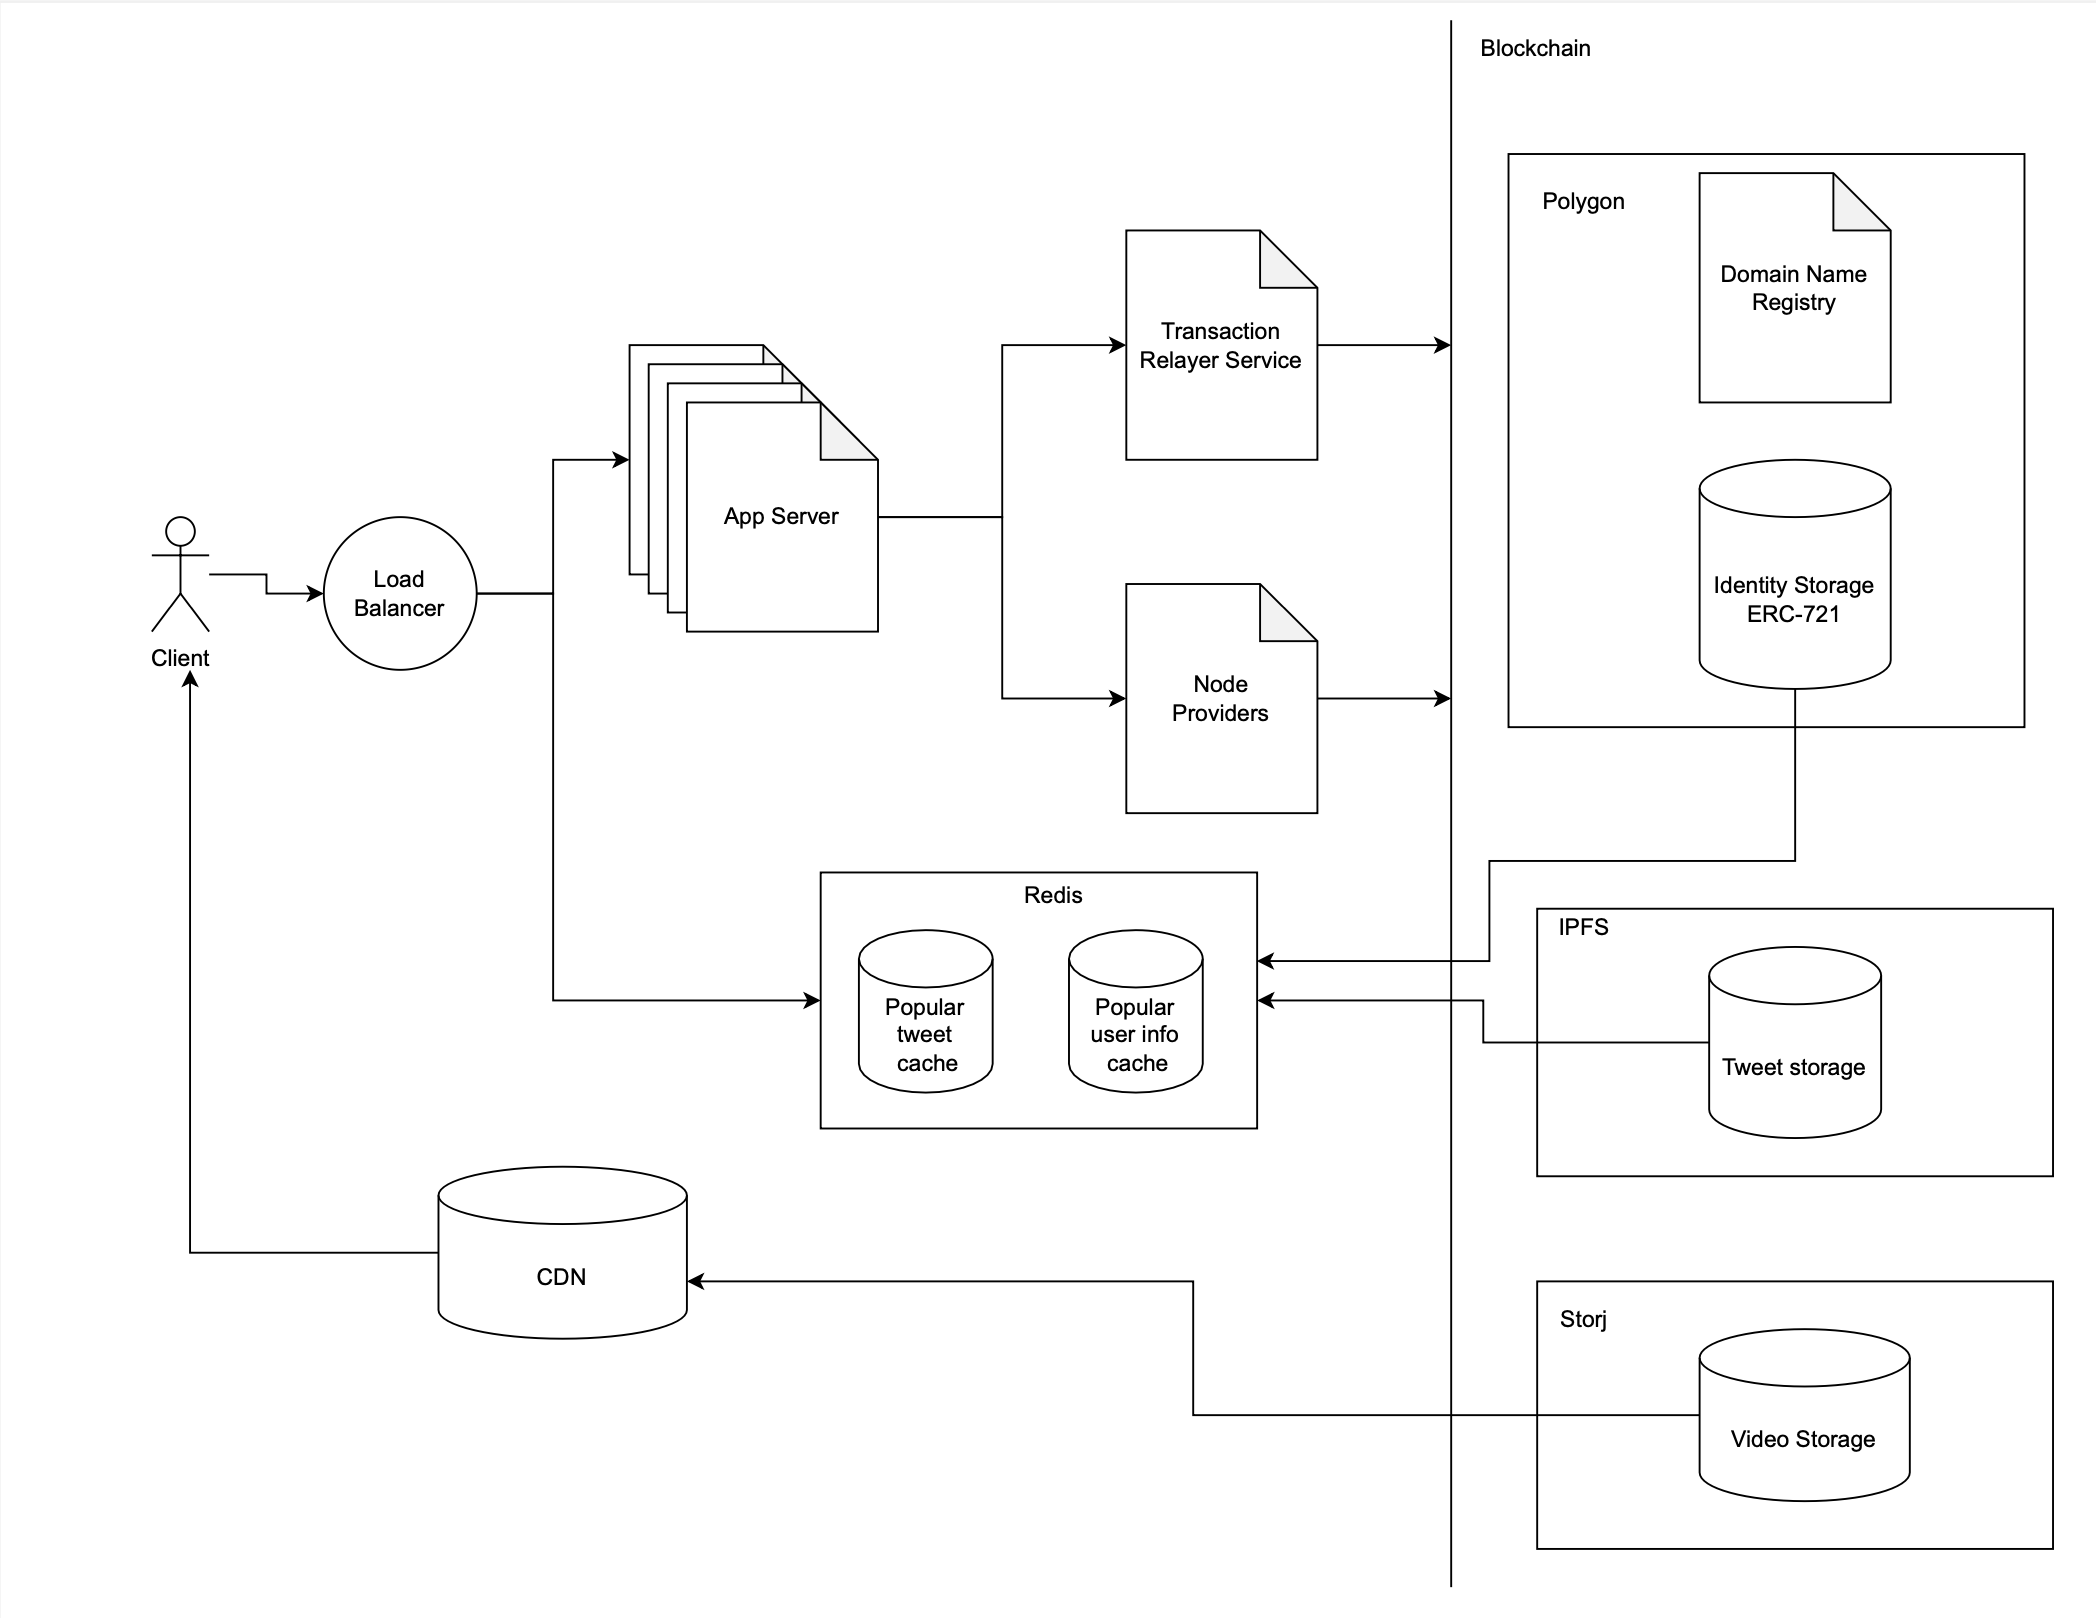 Blockchain
Polygon
Domain Name
Registry
Transaction
Relayer Service
App Server
Identity Storage
ERC-721
Load
Balancer
Client
Node
Providers
Redis
Popular
tweet
cache
Popular
user info
cache
IPFS
Tweet storage
CDN
Storj
Video Storage